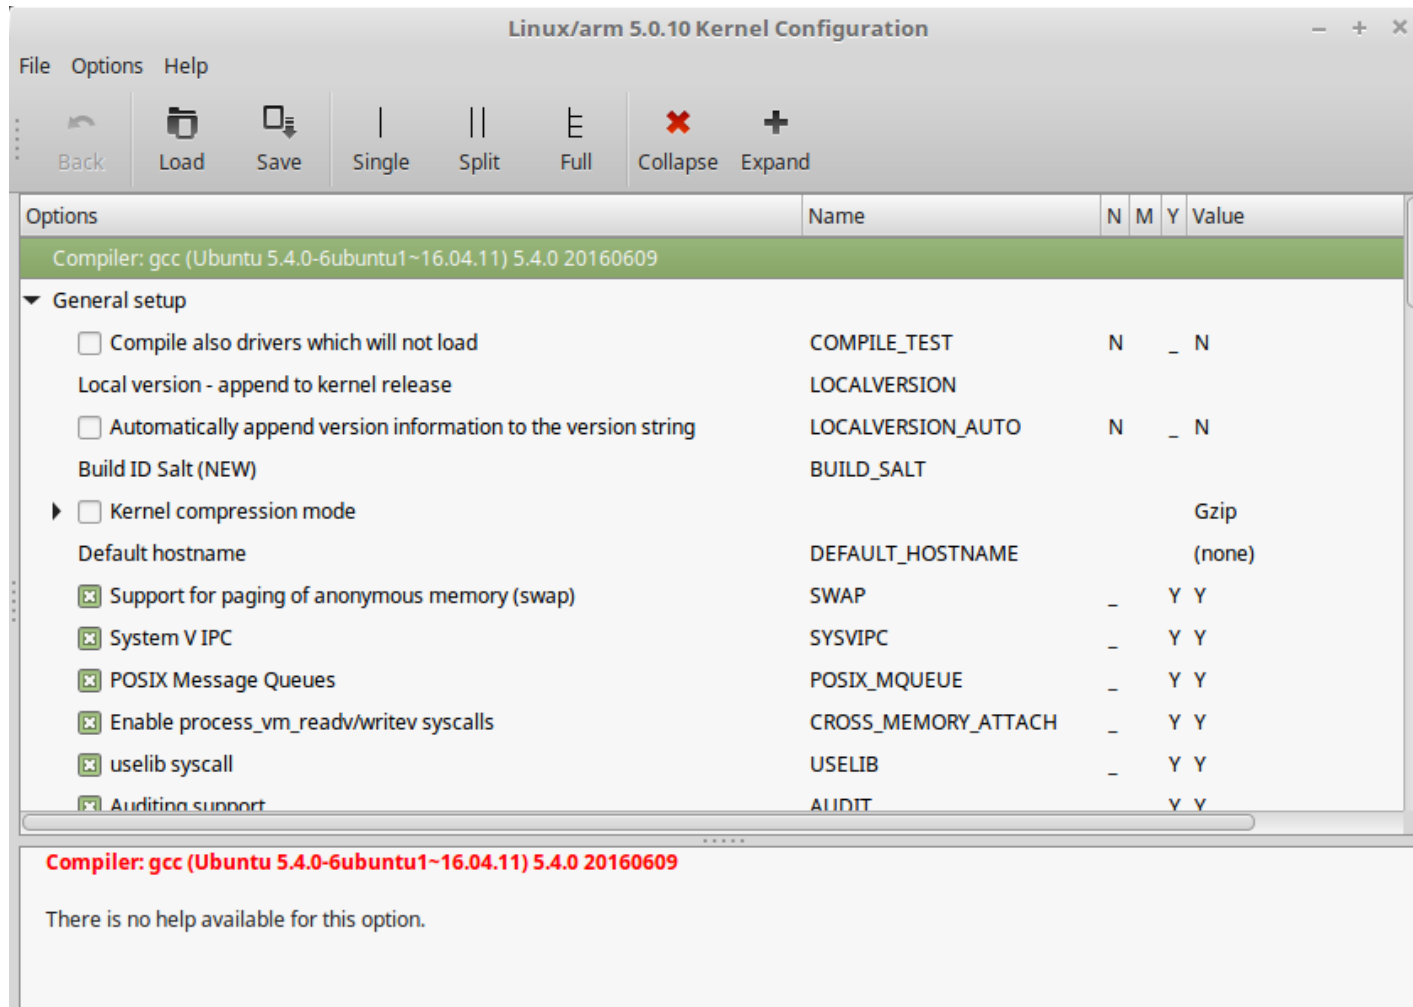 Linux/arm 5.0.10 Kernel Configuration
File Options Help
Back Load Save Single Split Full Collapse Expand
Options Name N M Y Value
Compiler: gcc (Ubuntu 5.4.0-6ubuntu1~16.04.11) 5.4.0 20160609
General setup
Compile also drivers which will not load COMPILE_TEST N _ N
Local version - append to kernel release LOCALVERSION
Automatically append version information to the version string LOCALVERSION_AUTO N _ N
Build ID Salt (NEW) BUILD_SALT
Kernel compression mode Gzip
Default hostname DEFAULT_HOSTNAME (none)
Support for paging of anonymous memory (swap) SWAP _ Y Y
System V IPC SYSVIPC _ Y Y
POSIX Message Queues POSIX_MQUEUE _ Y Y
Enable process_vm_readv/writev syscalls CROSS_MEMORY_ATTACH _ Y Y
uselib syscall USELIB _ Y Y
Auditing support AUDIT Y Y
Compiler: gcc (Ubuntu 5.4.0-6ubuntu1~16.04.11) 5.4.0 20160609
There is no help available for this option.